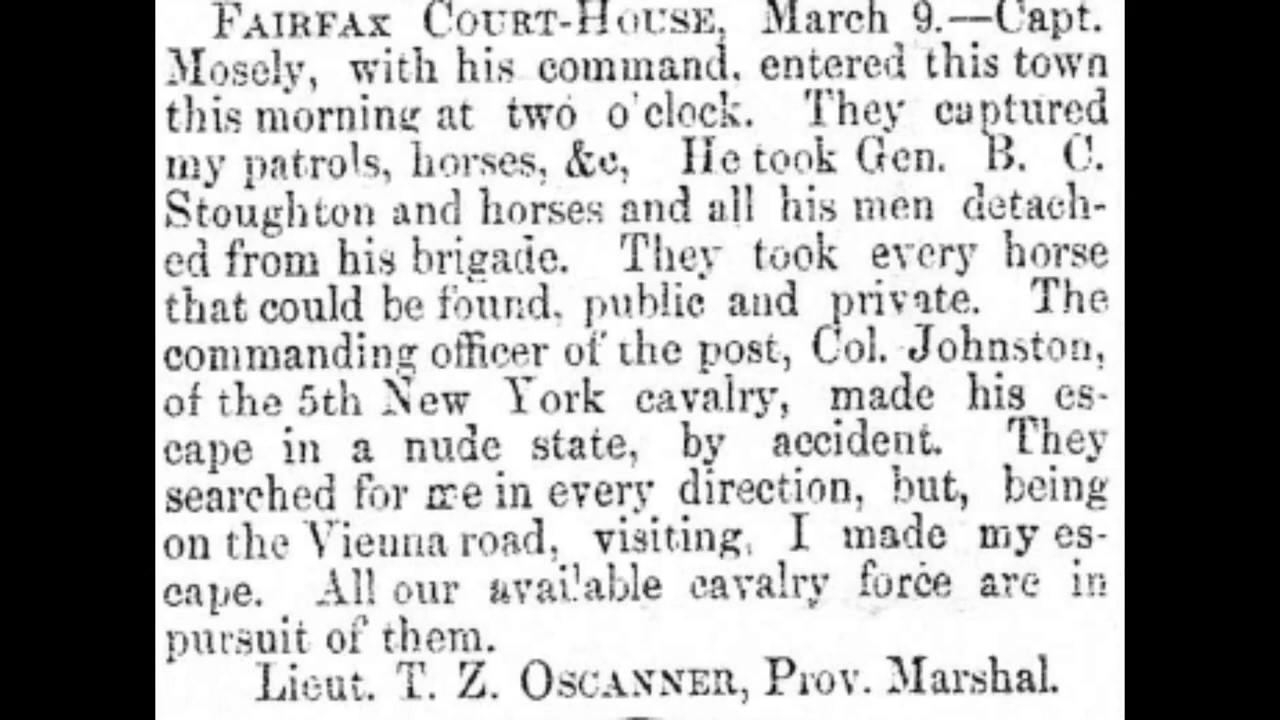 FAIRFAX COURT-HOUSE, March 9.—Capt.
Mosely, with his command, entered this town
this morning at two o'clock. They captured
my patrols, horses, &c, He took Gen. B. C.
Stoughton and horses and all his men detach-
ed from his brigade. They took every horse
that could be found, public and private. The
commanding officer of the post, Col. Johnston,
of the 5th New York cavalry, made his es-
cape in a nude state, by accident. They
searched for me in every direction, but, being
on the Vienna road, visiting, I made my es-
cape. All our available cavalry force are in
pursuit of them.
Lieut. T. Z. OSCANNER, Prov. Marshal.